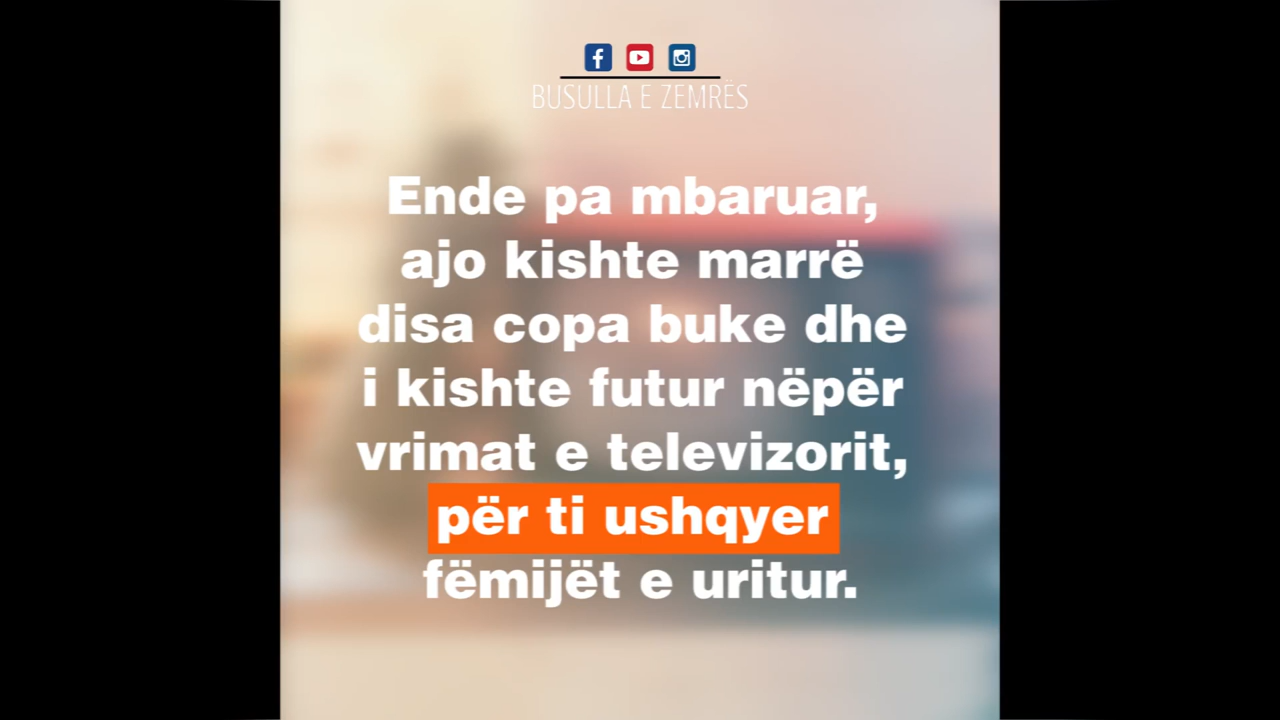 BUSULLA E ZEMRËS
Ende pa mbaruar,
ajo kishte marrë
disa copa buke dhe
i kishte futur nëpër
vrimat e televizorit,
për ti ushqyer
fëmijët e uritur.